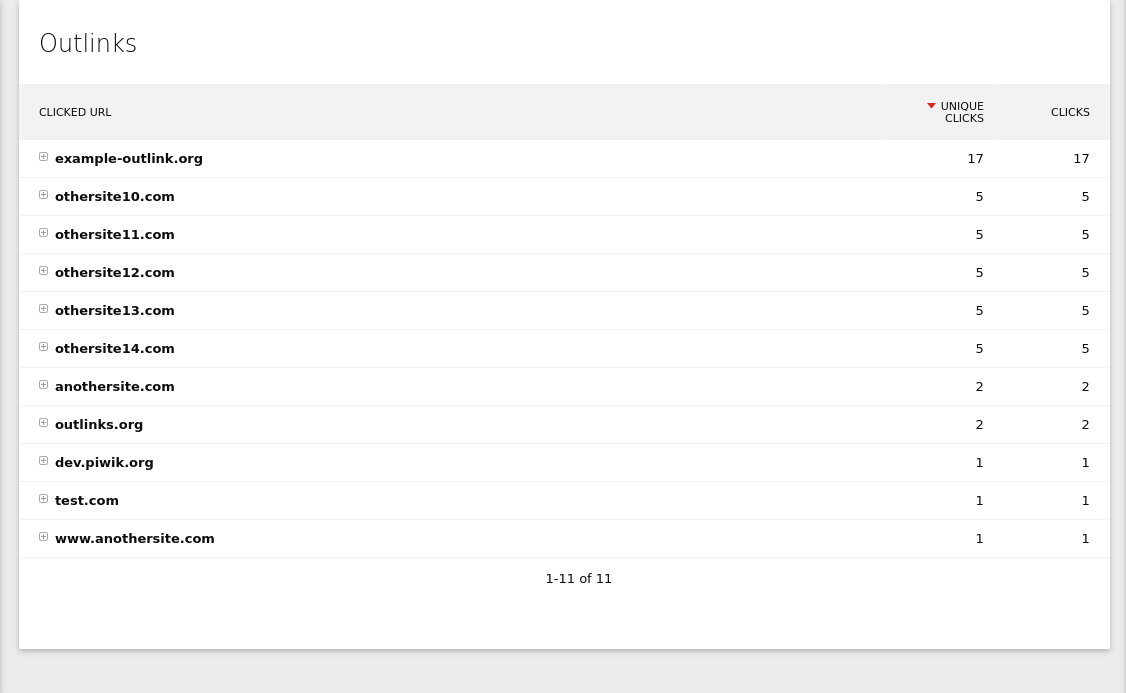 Outlinks
CLICKED URL UNIQUE CLICKS CLICKS
example-outlink.org 17 17
othersite10.com 5 5
othersite11.com 5 5
othersite12.com 5 5
othersite13.com 5 5
othersite14.com 5 5
anothersite.com 2 2
outlinks.org 2 2
dev.piwik.org 1 1
test.com 1 1
www.anothersite.com 1 1
1-11 of 11